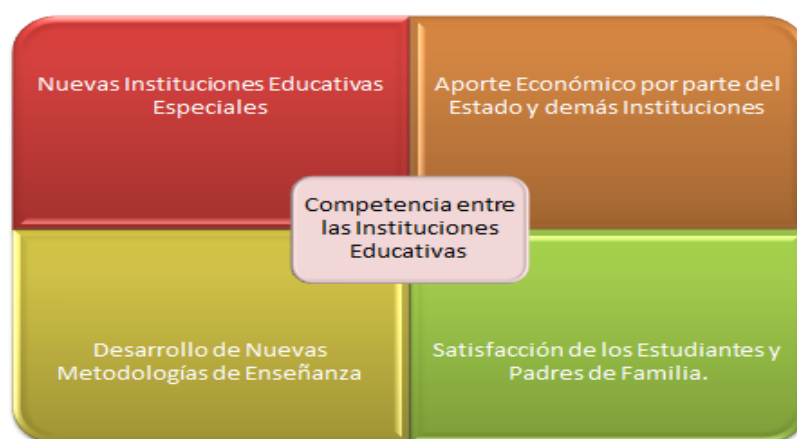 Nuevas Instituciones Educativas
Especiales
Aporte Económico por parte del
Estado y demás Instituciones
Competencia entre
las Instituciones
Educativas
Desarrollo de Nuevas
Metodologías de Enseñanza
Satisfacción de los Estudiantes y
Padres de Familia.